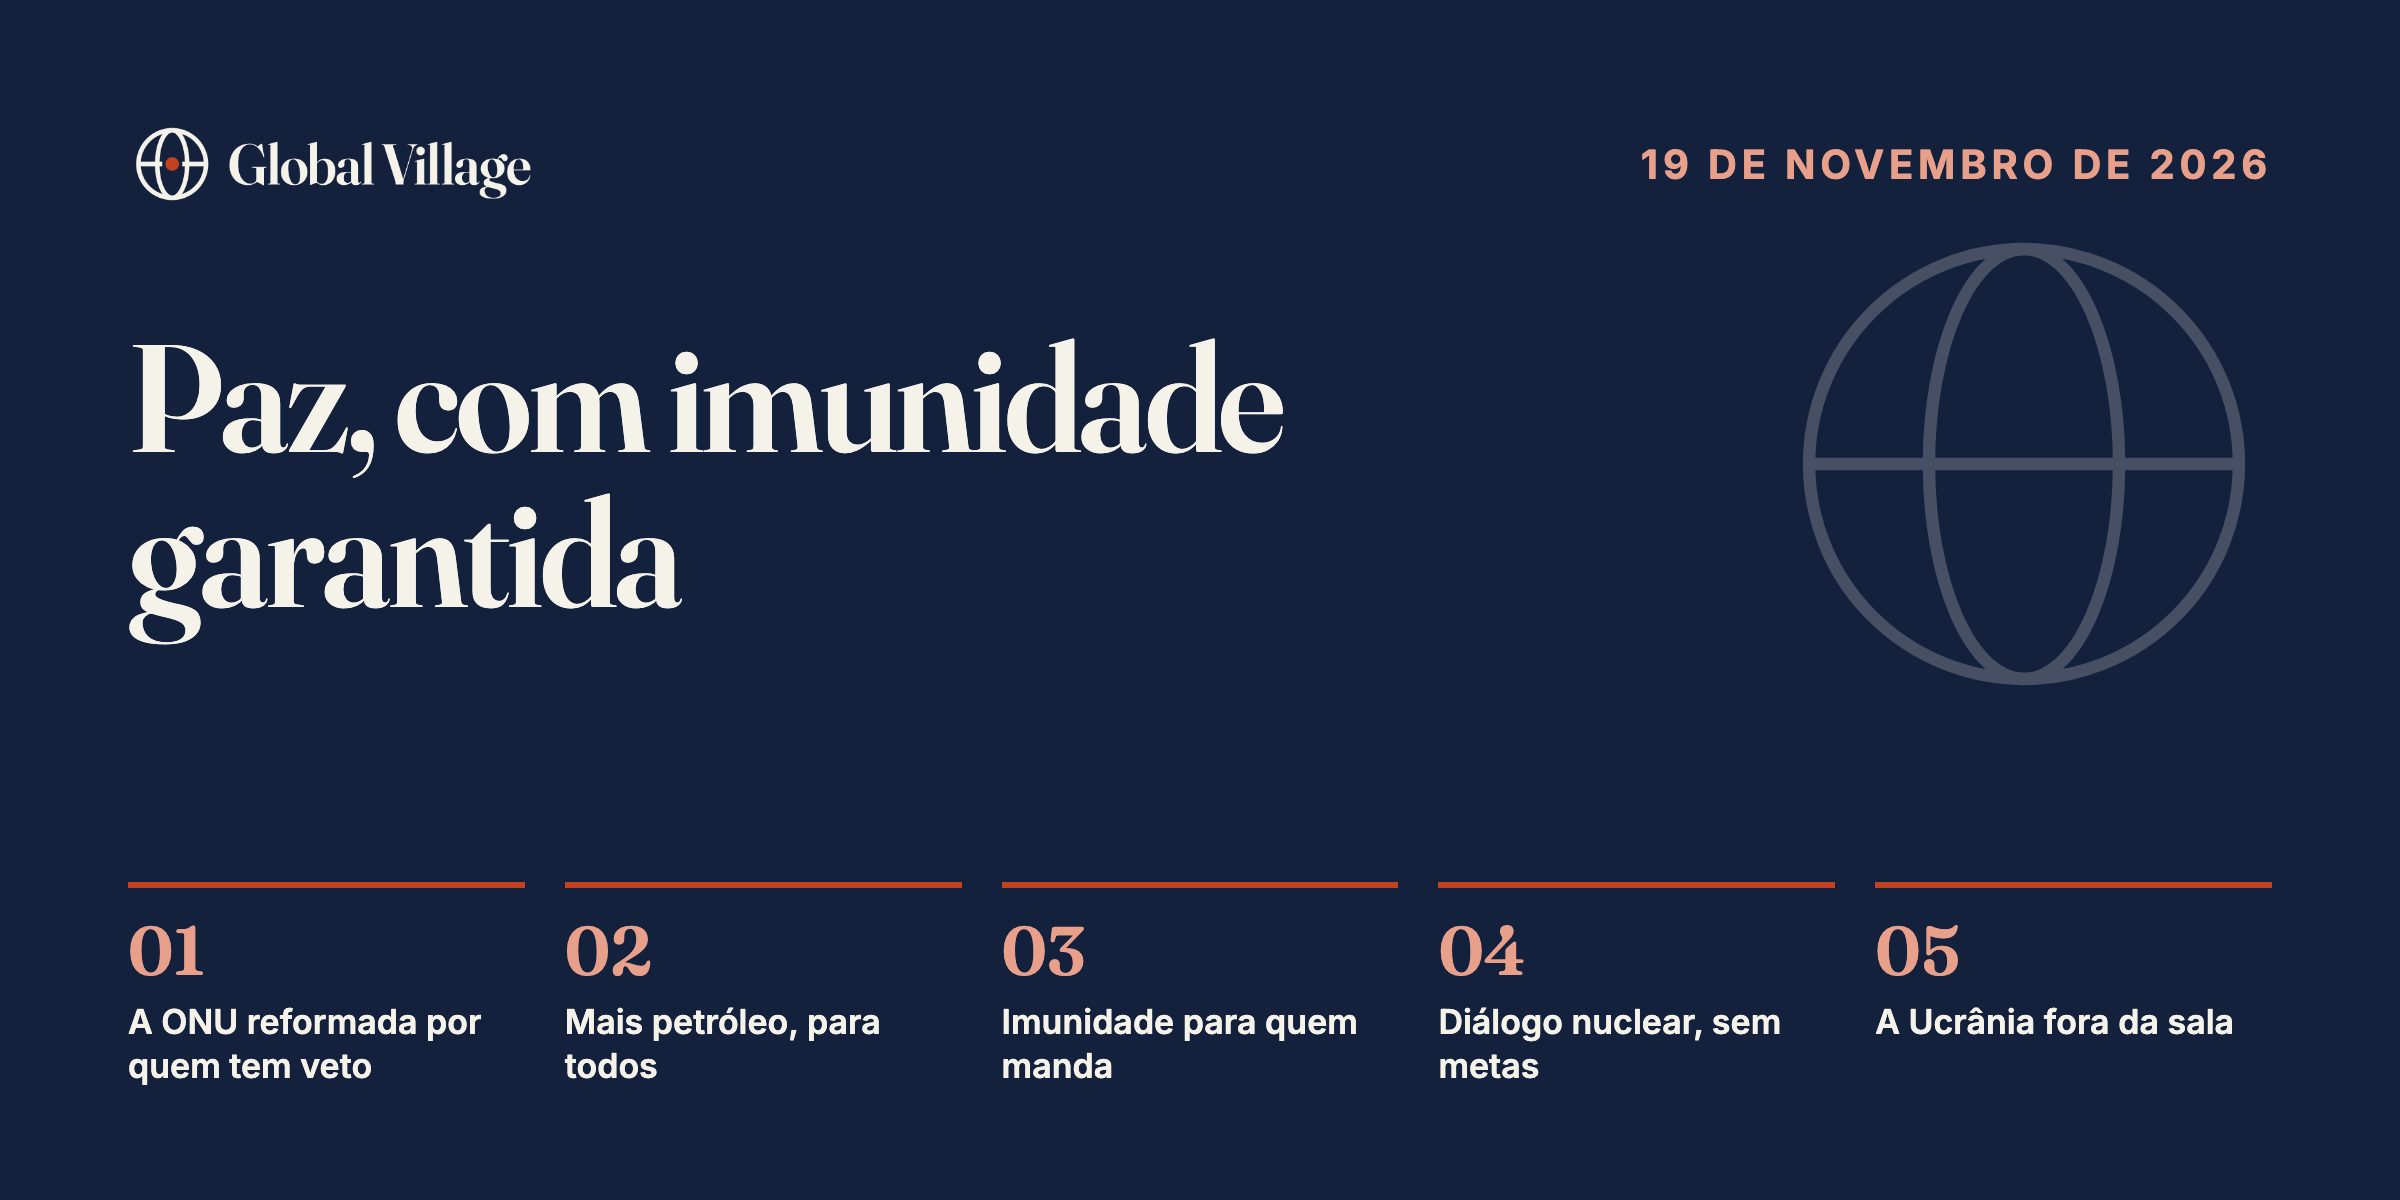 Global Village
19 DE NOVEMBRO DE 2026
Paz, com imunidade
garantida
01
A ONU reformada por
quem tem veto
02
Mais petróleo, para
todos
03
Imunidade para quem
manda
04
Diálogo nuclear, sem
metas
05
A Ucrânia fora da sala